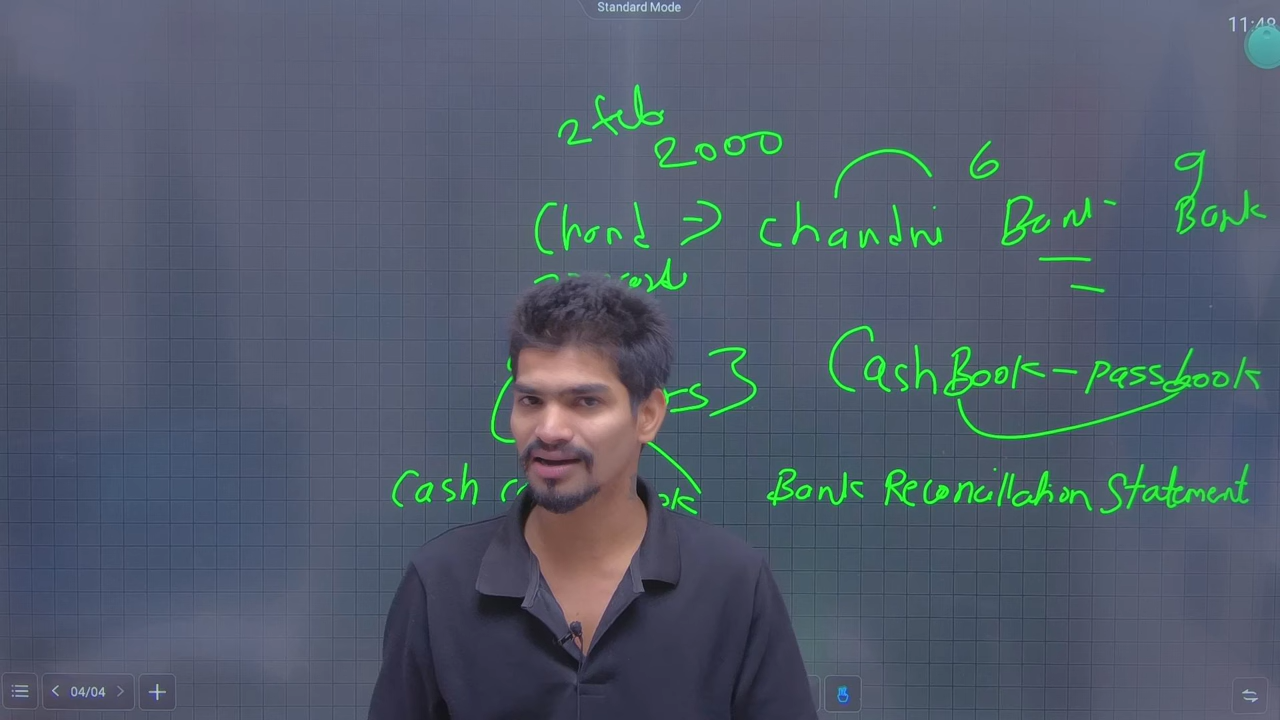 Standard Mode
11:48
2 feb
2000
6
9
Chand => chandni Bank
Bank
CashBook - passbook
Cash
Bank Reconcillation Statement
04/04